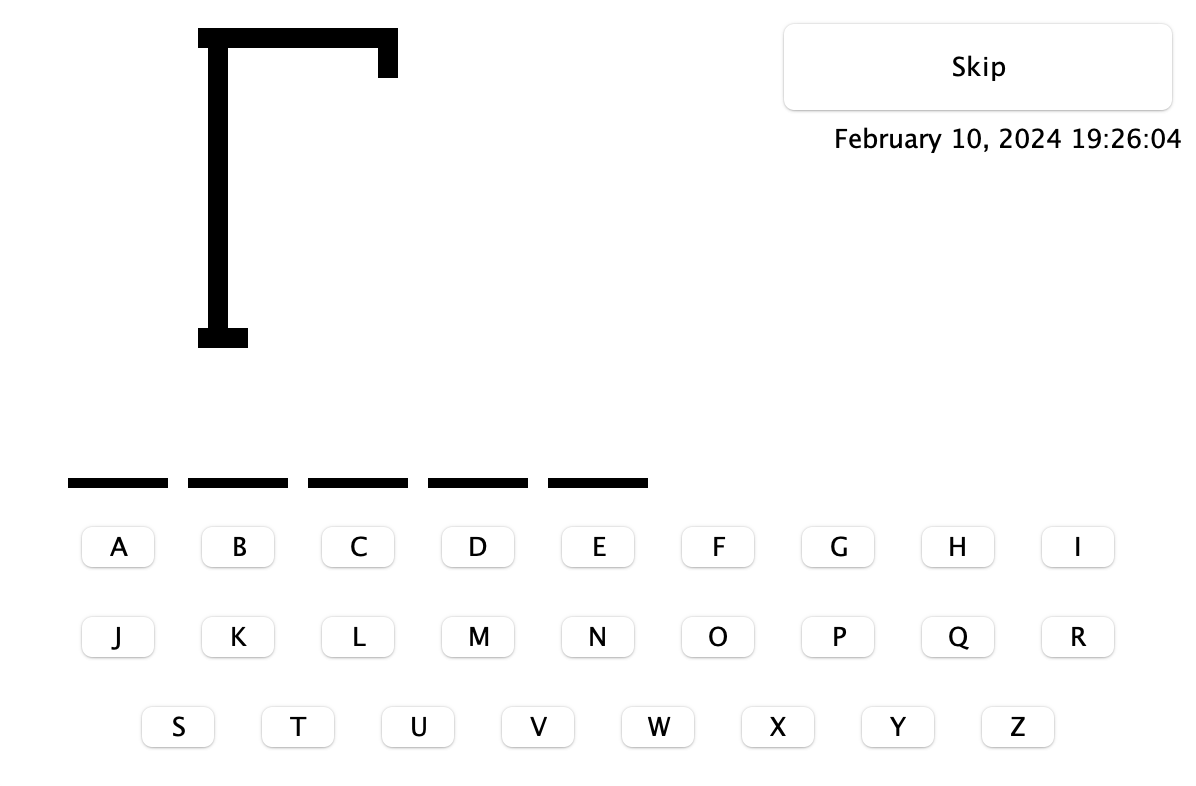 Skip
February 10, 2024 19:26:04
A B C D E F G H I
J K L M N O P Q R
S T U V W X Y Z